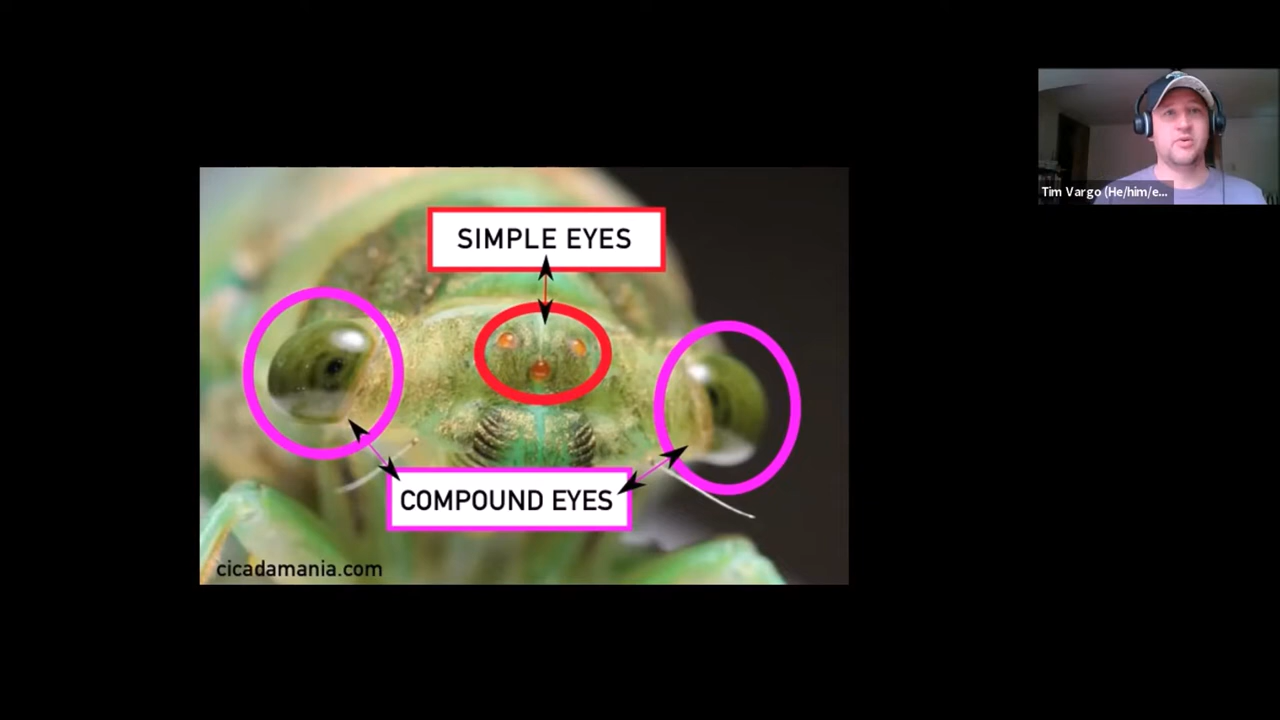 SIMPLE EYES
COMPOUND EYES
cicadamania.com
Tim Vargo (He/him/e...